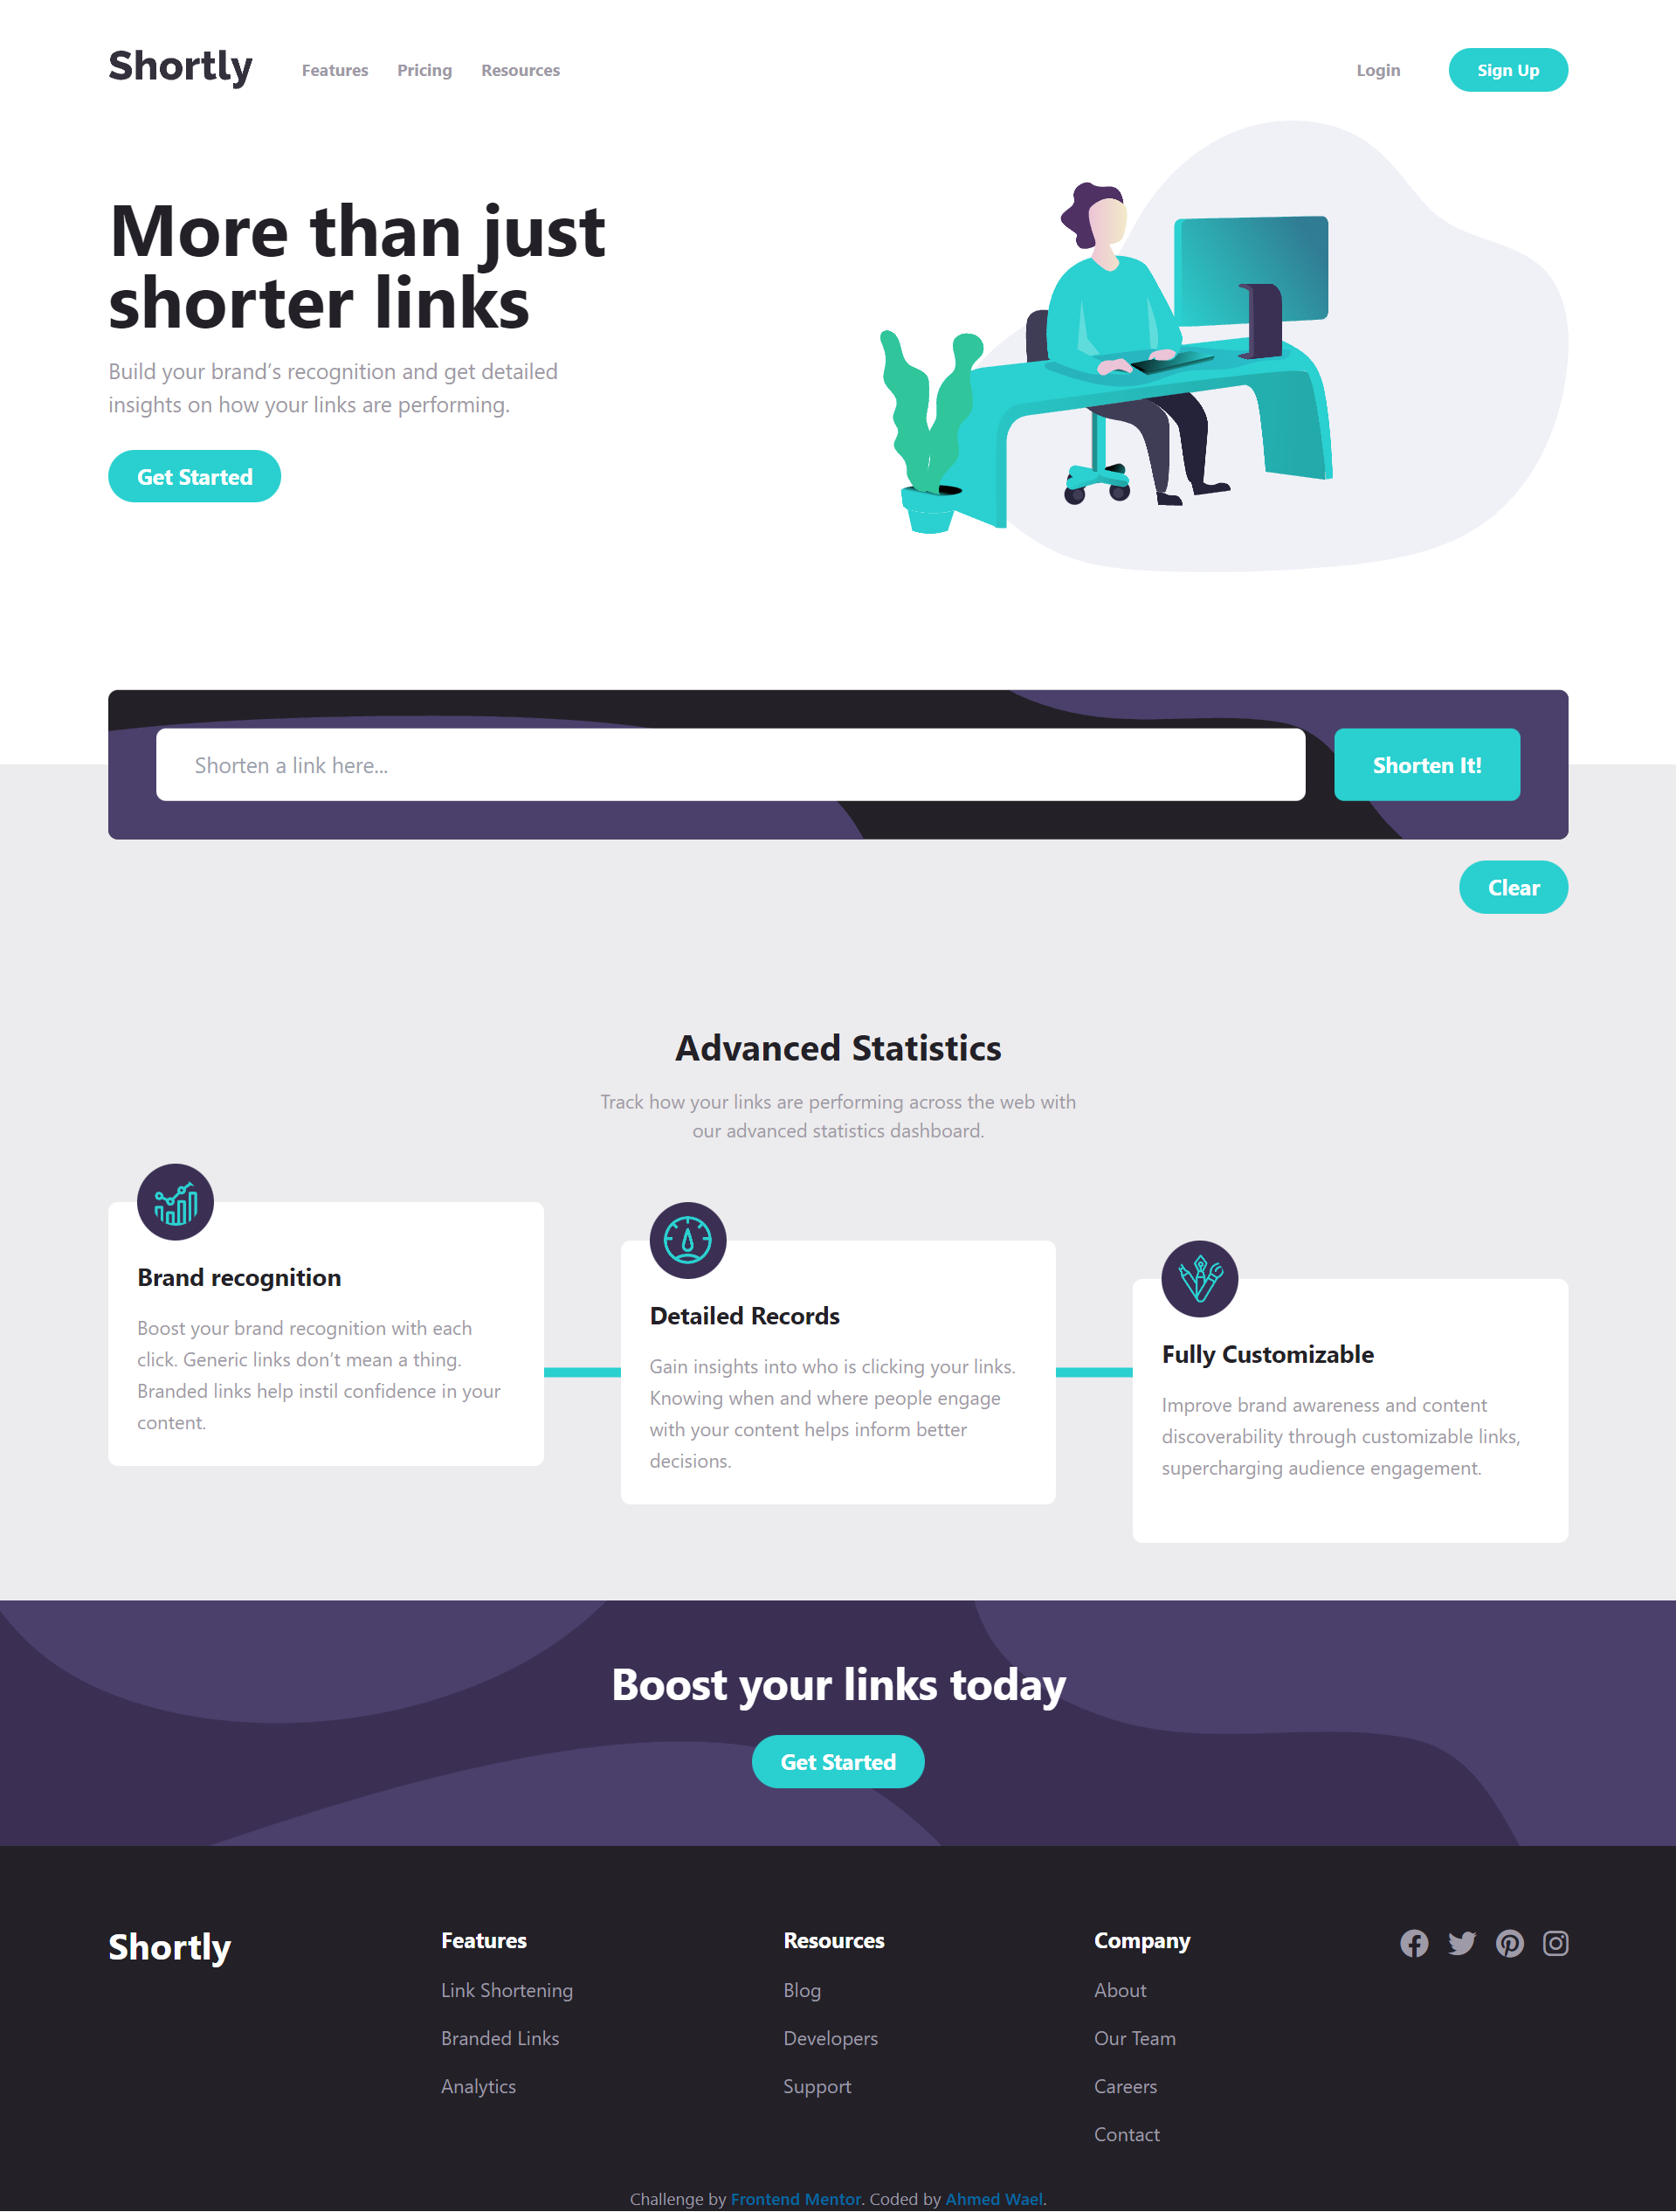 Shortly
Features Pricing Resources
Login Sign Up
More than just
shorter links
Build your brand’s recognition and get detailed
insights on how your links are performing.
Get Started
Shorten a link here...
Shorten It!
Clear
Advanced Statistics
Track how your links are performing across the web with
our advanced statistics dashboard.
Brand recognition
Boost your brand recognition with each
click. Generic links don’t mean a thing.
Branded links help instil confidence in your
content.
Detailed Records
Gain insights into who is clicking your links.
Knowing when and where people engage
with your content helps inform better
decisions.
Fully Customizable
Improve brand awareness and content
discoverability through customizable links,
supercharging audience engagement.
Boost your links today
Get Started
Shortly
Features
Link Shortening
Branded Links
Analytics
Resources
Blog
Developers
Support
Company
About
Our Team
Careers
Contact
Challenge by Frontend Mentor. Coded by Ahmed Wael.